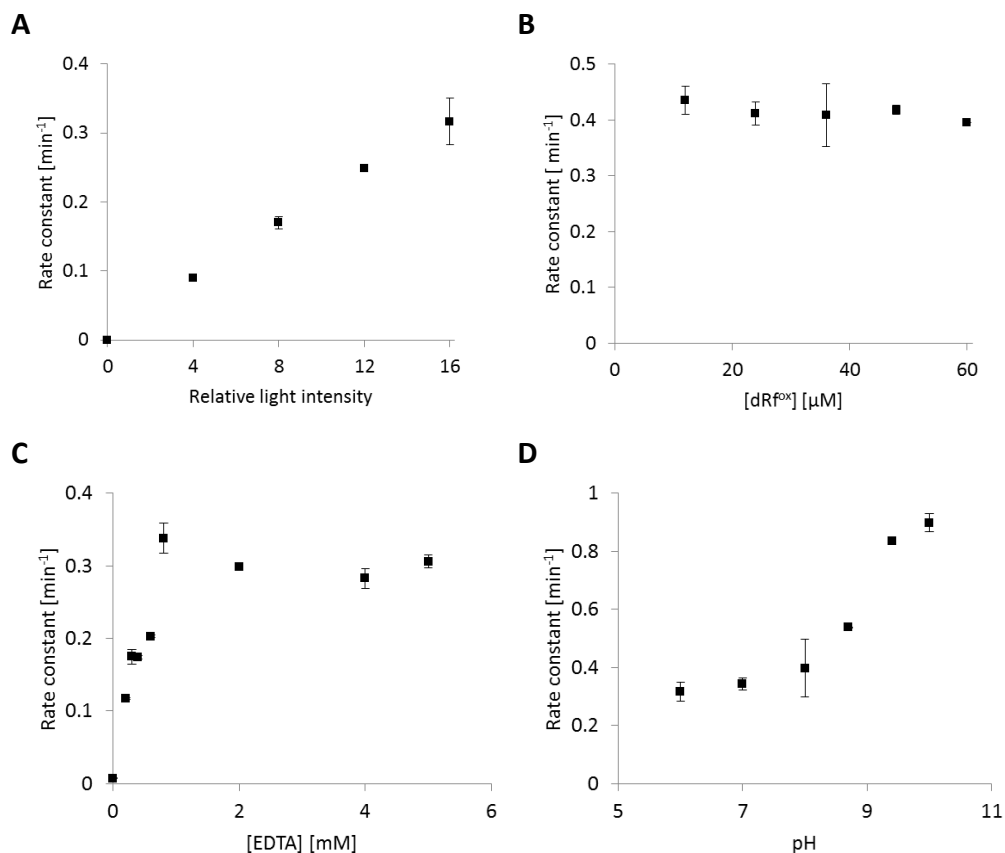 A
Rate constant [min-1]
0.4
0.3
0.2
0.1
0
0 4 8 12 16
Relative light intensity
B
Rate constant [ min-1]
0.5
0.4
0.3
0.2
0.1
0
0 20 40 60
[dRfox] [µM]
C
Rate constant [min-1]
0.4
0.3
0.2
0.1
0
0 2 4 6
[EDTA] [mM]
D
Rate constant [min-1]
1
0.8
0.6
0.4
0.2
0
5 7 9 11
pH